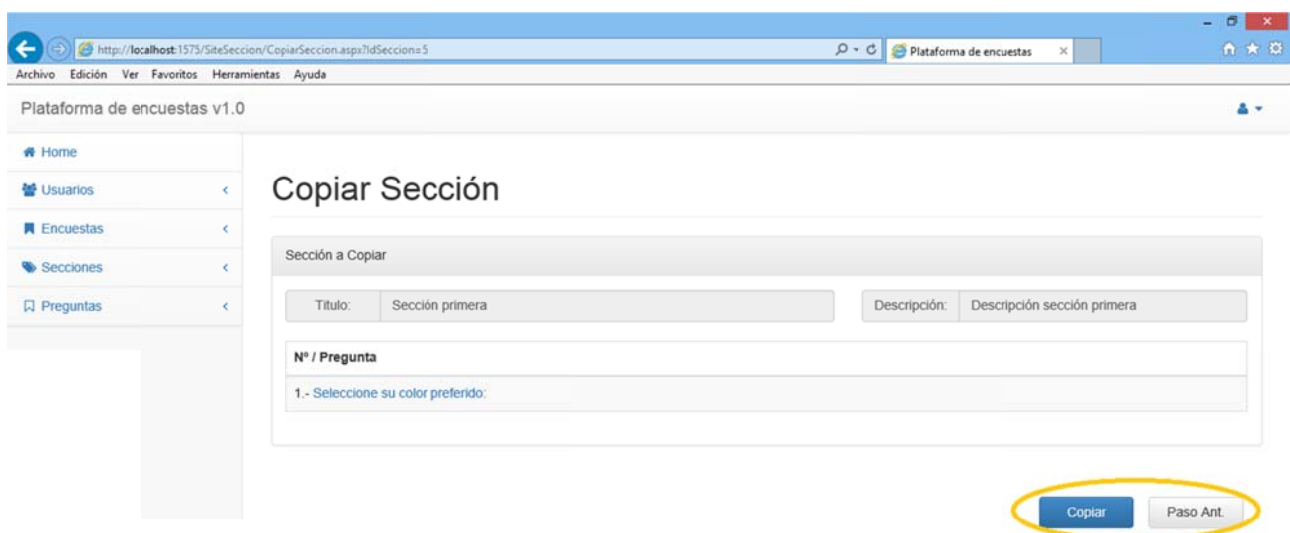 http://localhost:1575/SiteSeccion/CopiarSeccion.aspx?IdSeccion=5
Plataforma de encuestas
Archivo Edición Ver Favoritos Herramientas Ayuda
Plataforma de encuestas v1.0
Home
Usuarios
Encuestas
Secciones
Preguntas
Copiar Sección
Sección a Copiar
Titulo: Sección primera Descripción: Descripción sección primera
Nº / Pregunta
1.- Seleccione su color preferido:
Copiar Paso Ant.